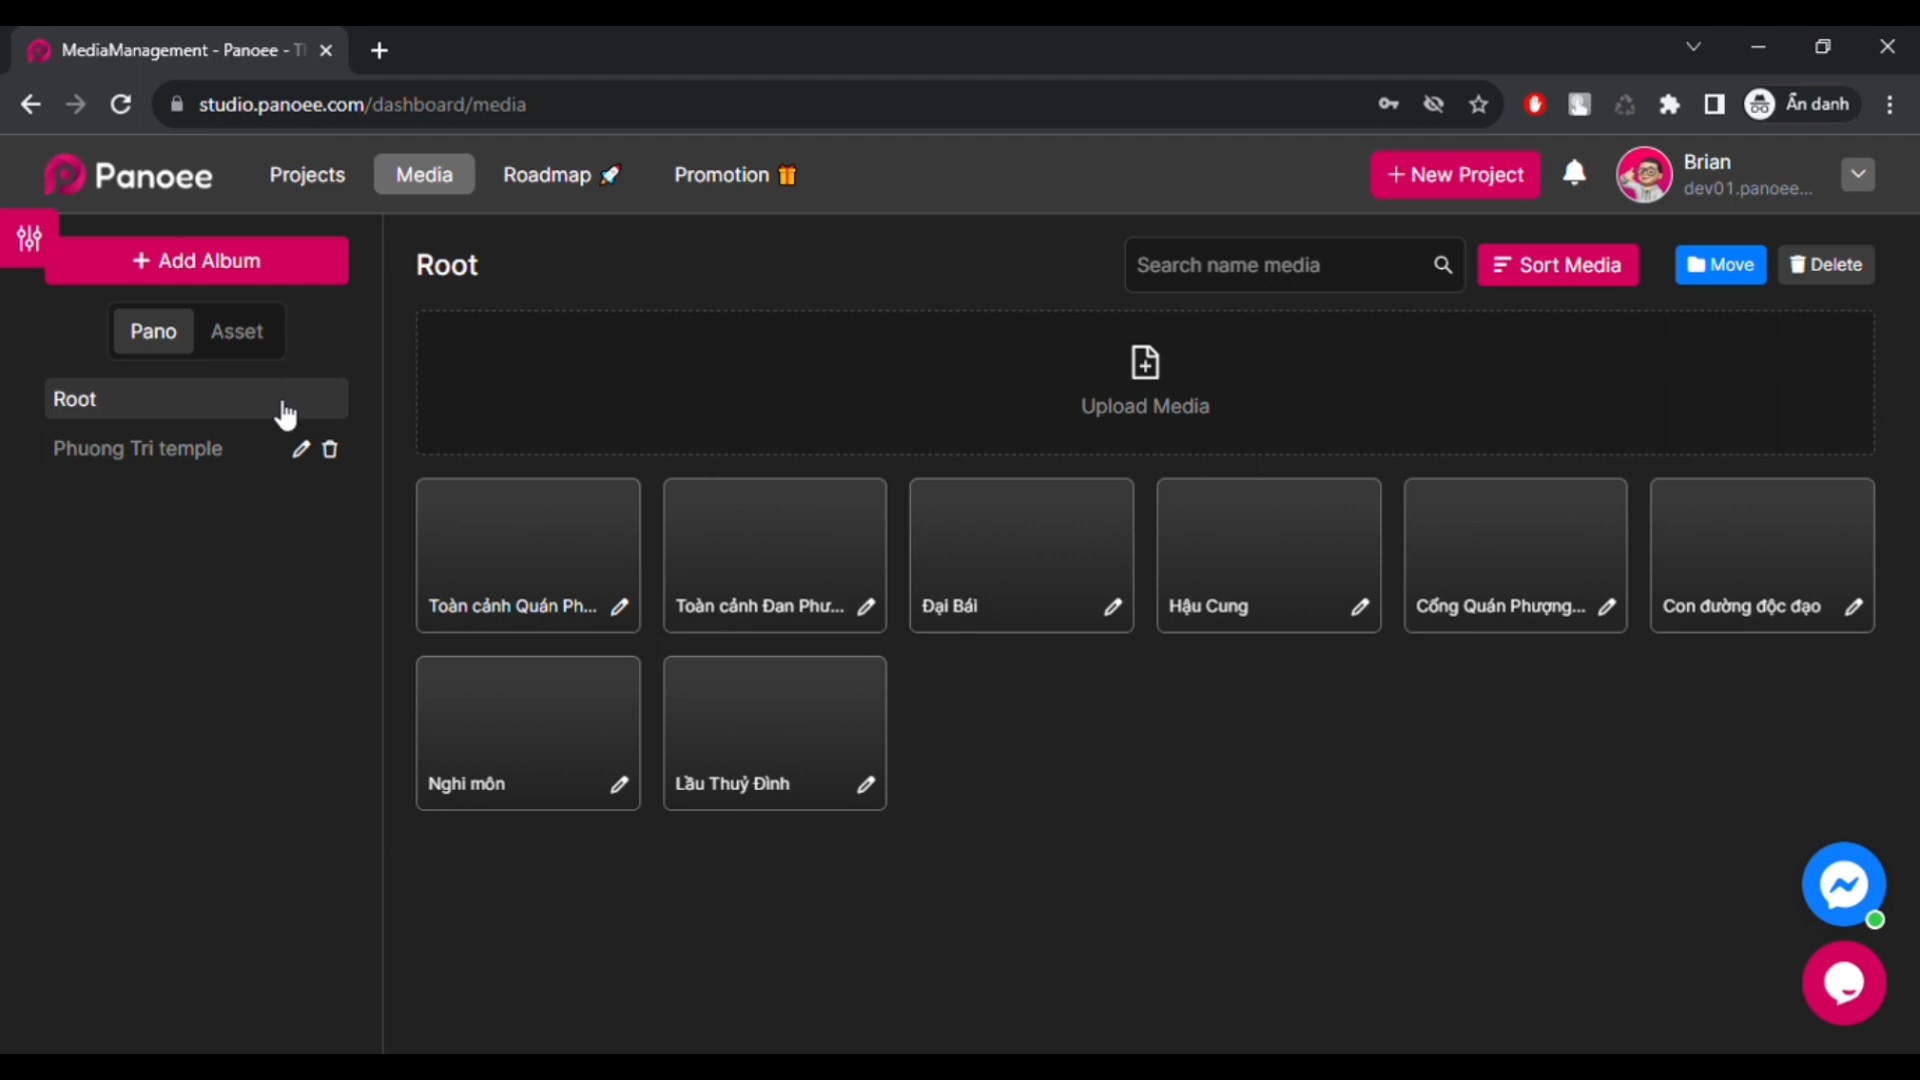 MediaManagement - Panoee - Th
studio.panoee.com/dashboard/media
Ẩn danh
Panoee
Projects
Media
Roadmap 🚀
Promotion 🎁
+ New Project
Brian
dev01.panoee...
+ Add Album
Pano
Asset
Root
Phuong Tri temple
Root
Search name media
Sort Media
Move
Delete
Upload Media
Toàn cảnh Quán Ph...
Toàn cảnh Đan Phư...
Đại Bái
Hậu Cung
Cổng Quán Phượng...
Con đường độc đạo
Nghi môn
Lầu Thuỷ Đình